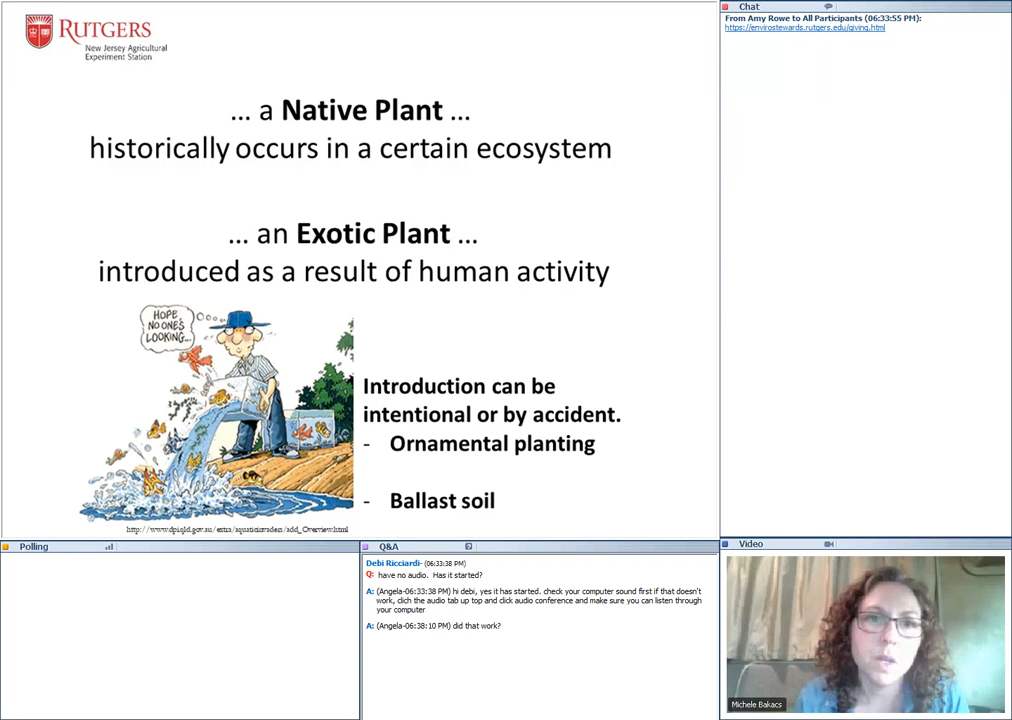 RUTGERS
New Jersey Agricultural
Experiment Station
... a Native Plant ...
historically occurs in a certain ecosystem
... an Exotic Plant ...
introduced as a result of human activity
HOPE
NO ONE'S
LOOKING...
Introduction can be
intentional or by accident.
- Ornamental planting
- Ballast soil
http://www.dpi.qld.gov.au/extra/aquaticinvaders/add_Overview.html
Chat
From Amy Rowe to All Participants (06:33:55 PM):
https://envirostewards.rutgers.edu/giving.html
Polling
Q&A
Debi Ricciardi- (06:33:38 PM)
Q: have no audio. Has it started?
A: (Angela-06:33:38 PM) hi debi, yes it has started. check your computer sound first if that doesn't
work, clich the audio tab up top and click audio conference and make sure you can listen through
your computer
A: (Angela-06:38:10 PM) did that work?
Video
Michele Bakacs